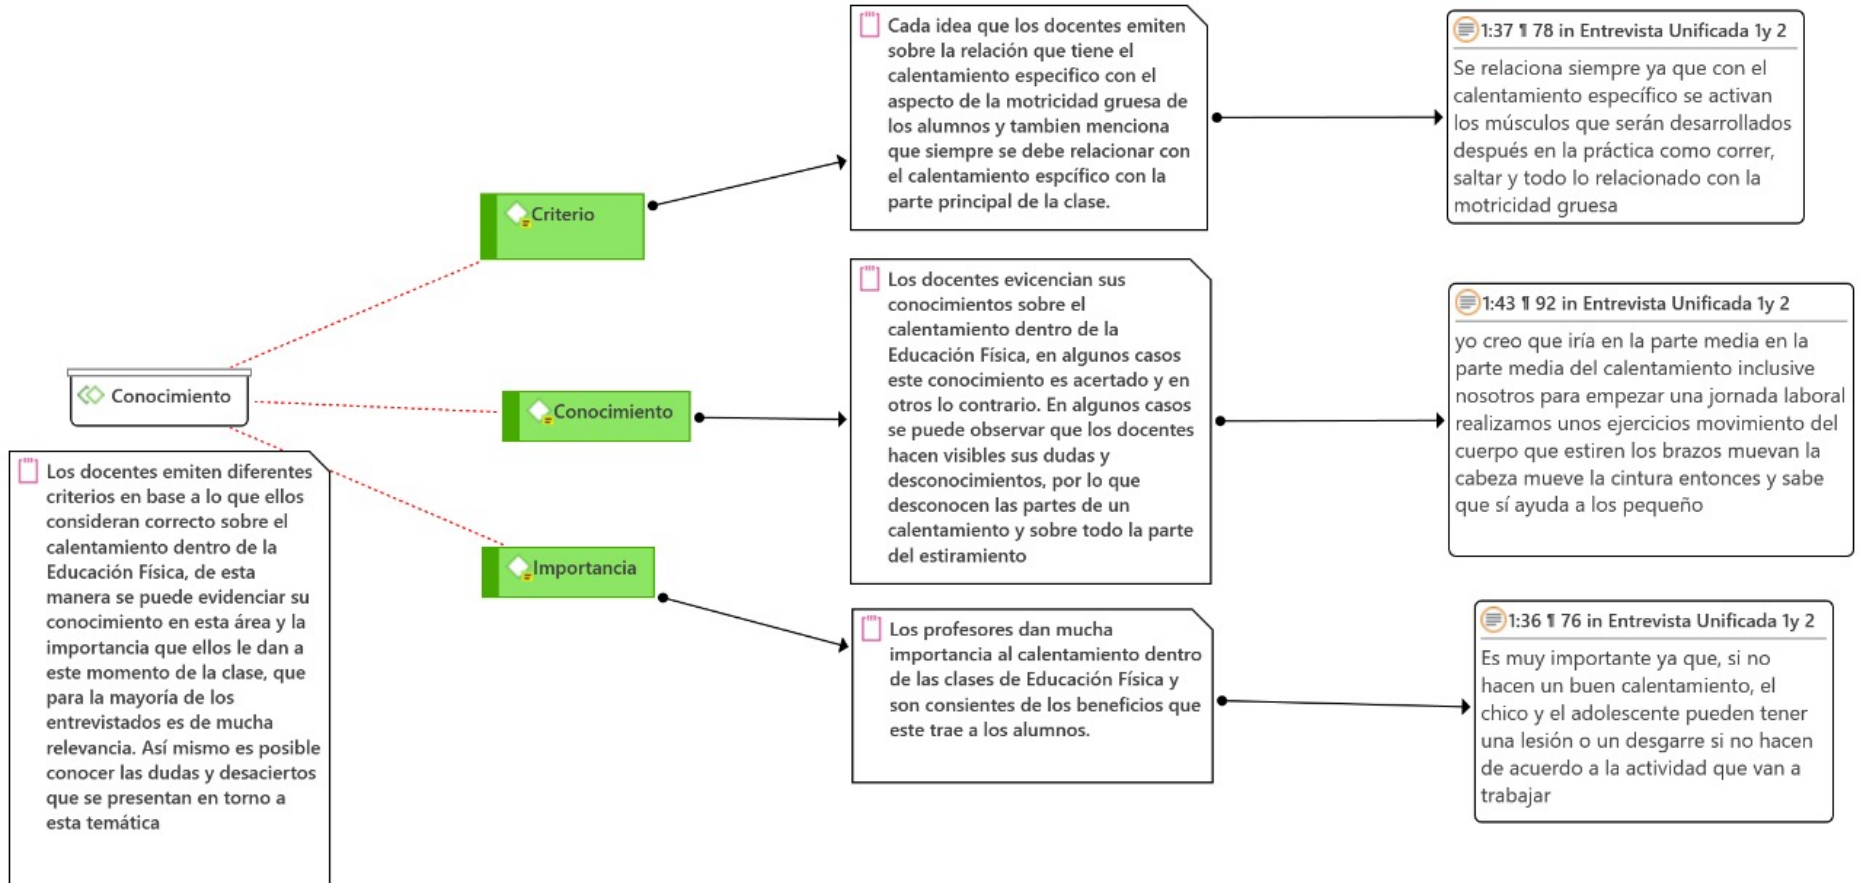 Conocimiento
Los docentes emiten diferentes
criterios en base a lo que ellos
consideran correcto sobre el
calentamiento dentro de la
Educación Física, de esta
manera se puede evidenciar su
conocimiento en esta área y la
importancia que ellos le dan a
este momento de la clase, que
para la mayoría de los
entrevistados es de mucha
relevancia. Así mismo es posible
conocer las dudas y desaciertos
que se presentan en torno a
esta temática
Criterio
Cada idea que los docentes emiten
sobre la relación que tiene el
calentamiento especifico con el
aspecto de la motricidad gruesa de
los alumnos y tambien menciona
que siempre se debe relacionar con
el calentamiento espcífico con la
parte principal de la clase.
1:37 ¶ 78 in Entrevista Unificada 1y 2
Se relaciona siempre ya que con el
calentamiento específico se activan
los músculos que serán desarrollados
después en la práctica como correr,
saltar y todo lo relacionado con la
motricidad gruesa
Conocimiento
Los docentes evicencian sus
conocimientos sobre el
calentamiento dentro de la
Educación Física, en algunos casos
este conocimiento es acertado y en
otros lo contrario. En algunos casos
se puede observar que los docentes
hacen visibles sus dudas y
desconocimientos, por lo que
desconocen las partes de un
calentamiento y sobre todo la parte
del estiramiento
1:43 ¶ 92 in Entrevista Unificada 1y 2
yo creo que iría en la parte media en la
parte media del calentamiento inclusive
nosotros para empezar una jornada laboral
realizamos unos ejercicios movimiento del
cuerpo que estiren los brazos muevan la
cabeza mueve la cintura entonces y sabe
que sí ayuda a los pequeño
Importancia
Los profesores dan mucha
importancia al calentamiento dentro
de las clases de Educación Física y
son consientes de los beneficios que
este trae a los alumnos.
1:36 ¶ 76 in Entrevista Unificada 1y 2
Es muy importante ya que, si no
hacen un buen calentamiento, el
chico y el adolescente pueden tener
una lesión o un desgarre si no hacen
de acuerdo a la actividad que van a
trabajar